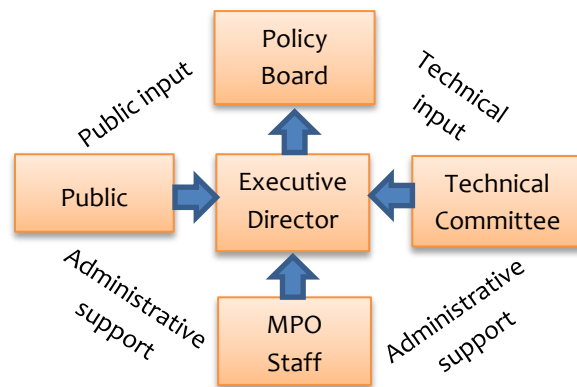 Policy
Board
Public input
Technical
input
Public
Executive
Director
Technical
Committee
Administrative
support
MPO
Staff
Administrative
support